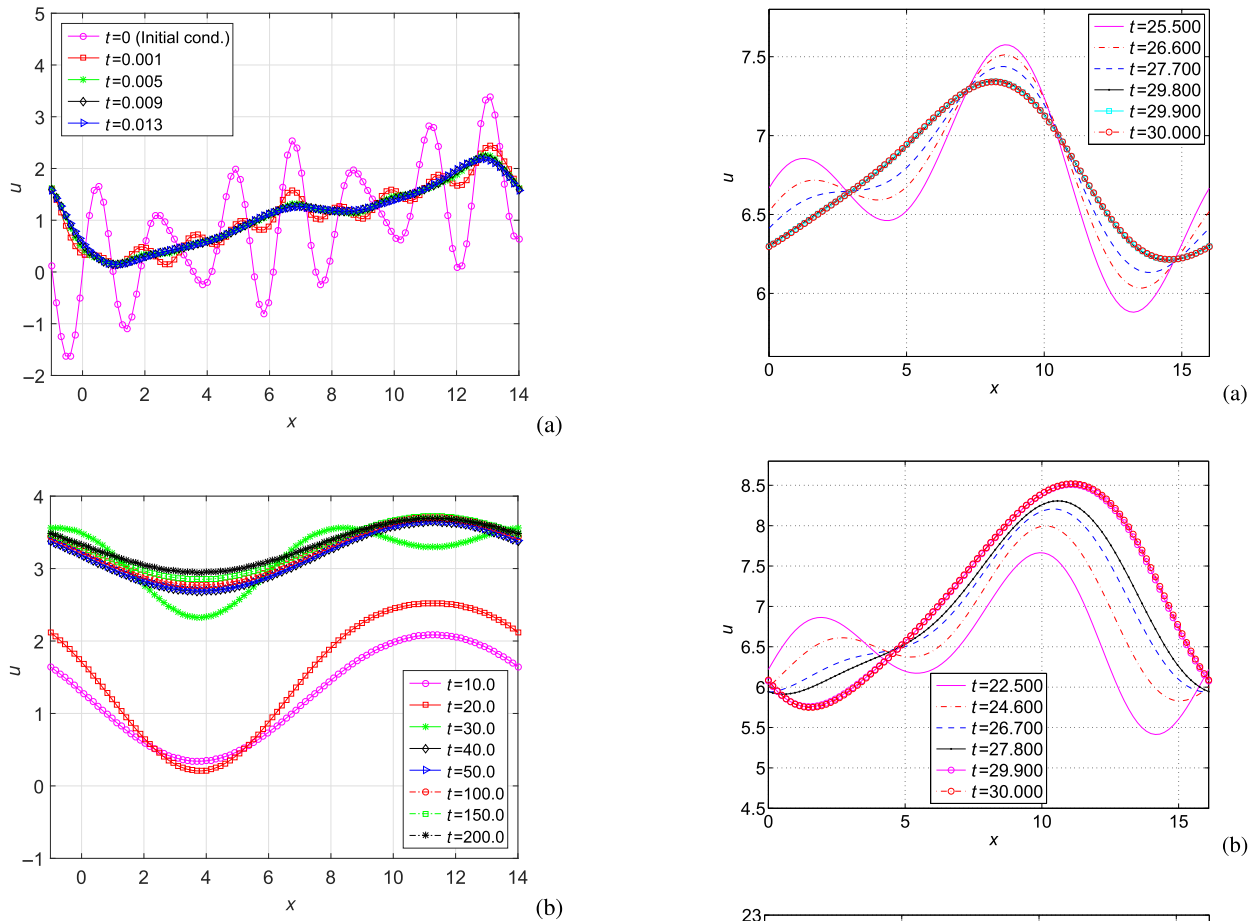 5
4
3
2
1
0
−1
−2
u
t=0 (Initial cond.)
t=0.001
t=0.005
t=0.009
t=0.013
0 2 4 6 8 10 12 14
x
(a)
4
3
2
1
0
−1
u
t=10.0
t=20.0
t=30.0
t=40.0
t=50.0
t=100.0
t=150.0
t=200.0
0 2 4 6 8 10 12 14
x
(b)
7.5
7
6.5
6
u
t=25.500
t=26.600
t=27.700
t=29.800
t=29.900
t=30.000
0 5 10 15
x
(a)
8.5
8
7.5
7
6.5
6
5.5
5
4.5
u
t=22.500
t=24.600
t=26.700
t=27.800
t=29.900
t=30.000
0 5 10 15
x
(b)
23